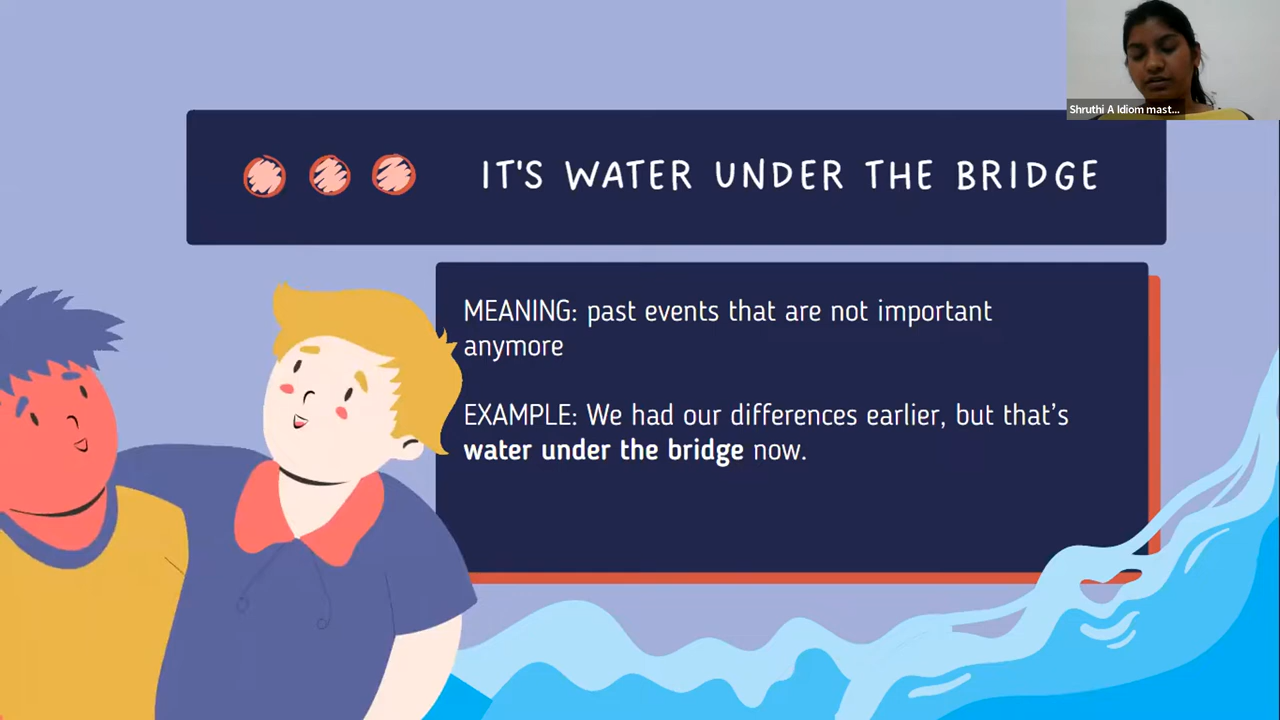 Shruthi A Idiom mast...
IT'S WATER UNDER THE BRIDGE
MEANING: past events that are not important
anymore
EXAMPLE: We had our differences earlier, but that's
water under the bridge now.